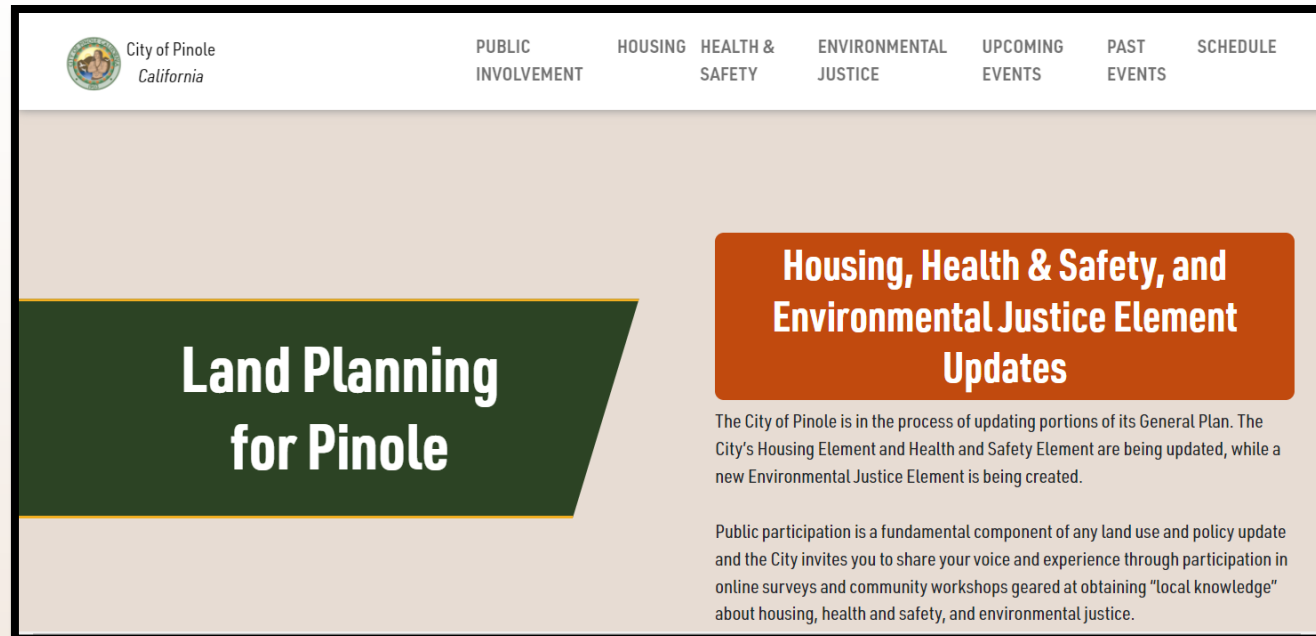 City of Pinole
California
PUBLIC
INVOLVEMENT
HOUSING
HEALTH &
SAFETY
ENVIRONMENTAL
JUSTICE
UPCOMING
EVENTS
PAST
EVENTS
SCHEDULE
Land Planning
for Pinole
Housing, Health & Safety, and
Environmental Justice Element
Updates
The City of Pinole is in the process of updating portions of its General Plan. The
City's Housing Element and Health and Safety Element are being updated, while a
new Environmental Justice Element is being created.
Public participation is a fundamental component of any land use and policy update
and the City invites you to share your voice and experience through participation in
online surveys and community workshops geared at obtaining "local knowledge"
about housing, health and safety, and environmental justice.